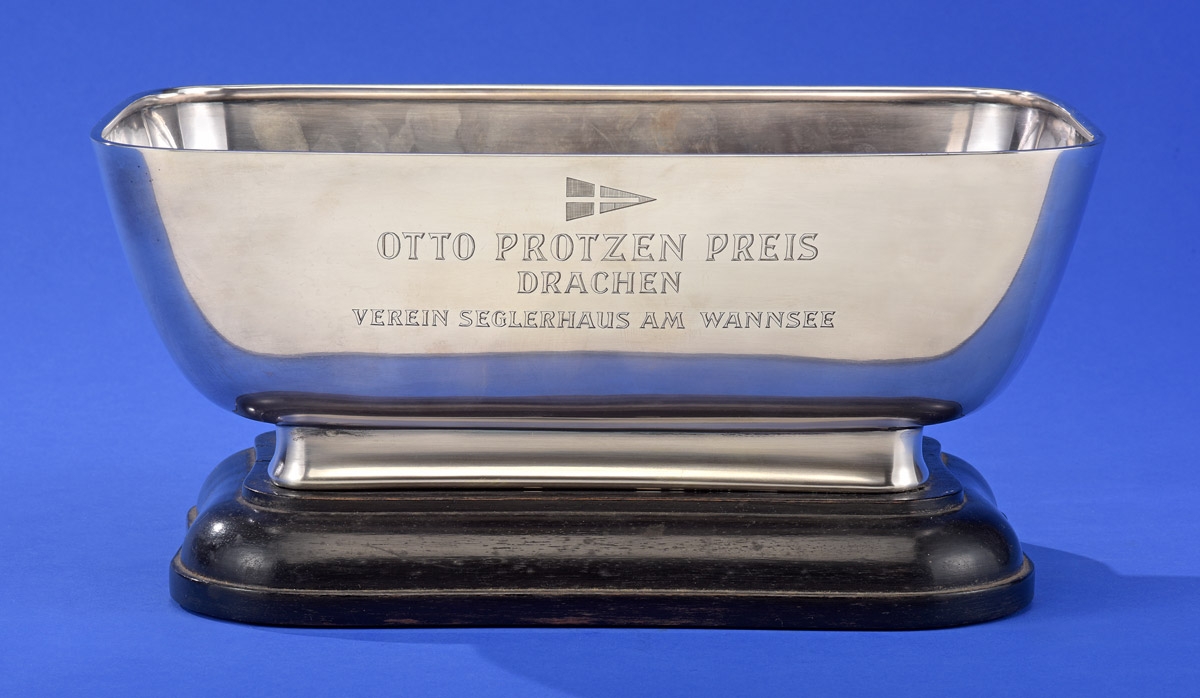 OTTO PROTZEN PREIS
DRACHEN
VEREIN SEGLERHAUS AM WANNSEE